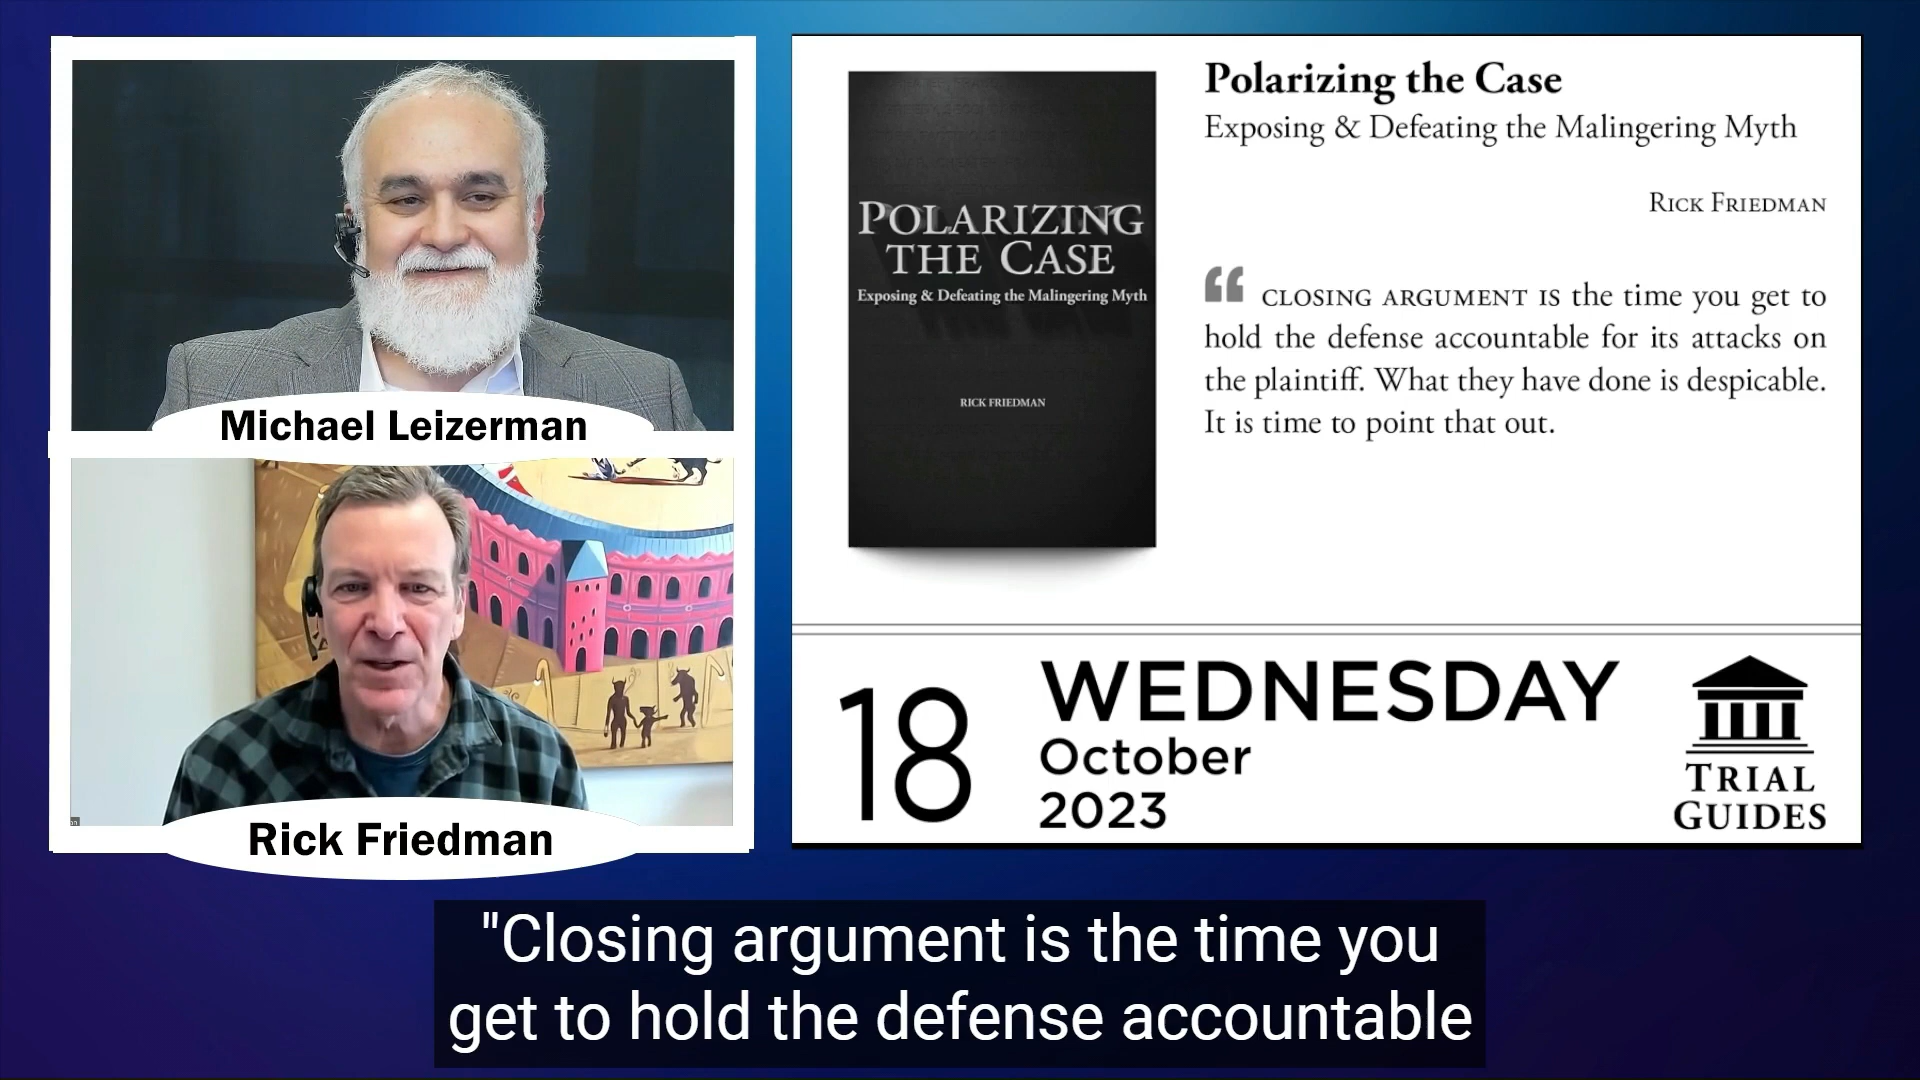 Michael Leizerman
Rick Friedman
POLARIZING
THE CASE
Exposing & Defeating the Malingering Myth
RICK FRIEDMAN
Polarizing the Case
Exposing & Defeating the Malingering Myth
RICK FRIEDMAN
“ CLOSING ARGUMENT IS the time you get to
hold the defense accountable for its attacks on
the plaintiff. What they have done is despicable.
It is time to point that out.
18
WEDNESDAY
October
2023
TRIAL
GUIDES
"Closing argument is the time you
get to hold the defense accountable